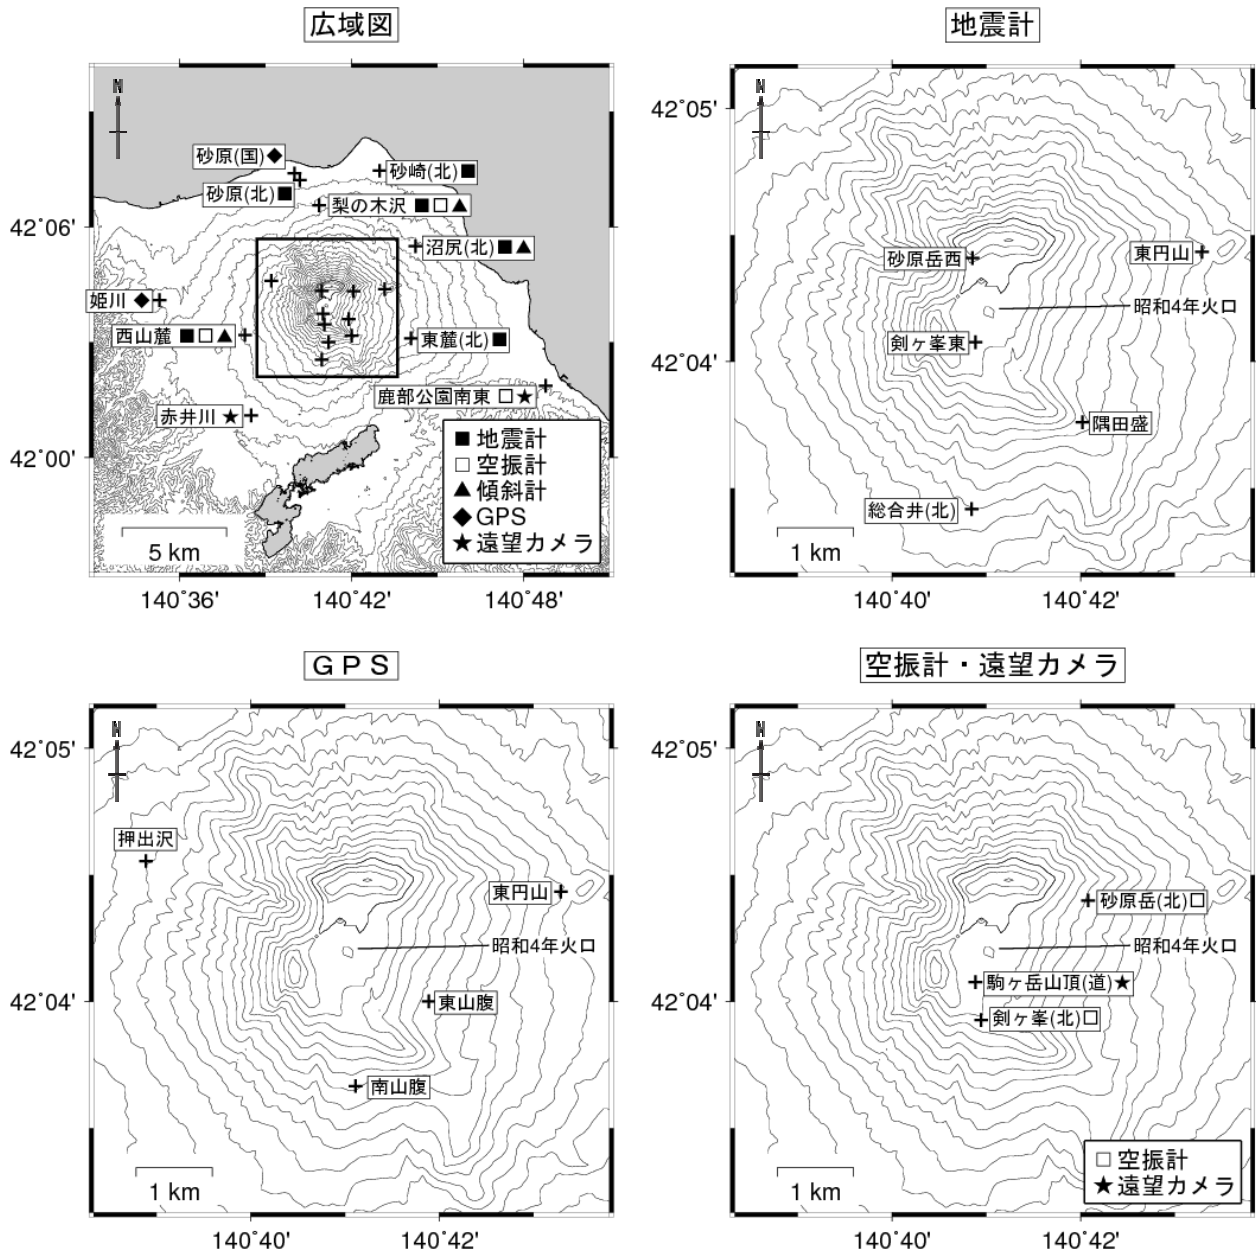 広域図
N
砂原(国)◆
砂原(北)■
砂崎(北)■
梨の木沢 ■□▲
沼尻(北)■▲
姫川◆
西山麓 ■□▲
東麓(北)■
鹿部公園南東 □★
赤井川★
■地震計
□空振計
▲傾斜計
◆GPS
★遠望カメラ
5 km
42°06'
42°00'
140°36'
140°42'
140°48'
地震計
N
砂原岳西
東円山
昭和4年火口
剣ヶ峯東
隅田盛
総合井(北)
1 km
42°05'
42°04'
140°40'
140°42'
GPS
N
押出沢
東円山
昭和4年火口
東山腹
南山腹
1 km
42°05'
42°04'
140°40'
140°42'
空振計・遠望カメラ
N
砂原岳(北)□
昭和4年火口
駒ヶ岳山頂(道)★
剣ヶ峯(北)□
□空振計
★遠望カメラ
1 km
42°05'
42°04'
140°40'
140°42'